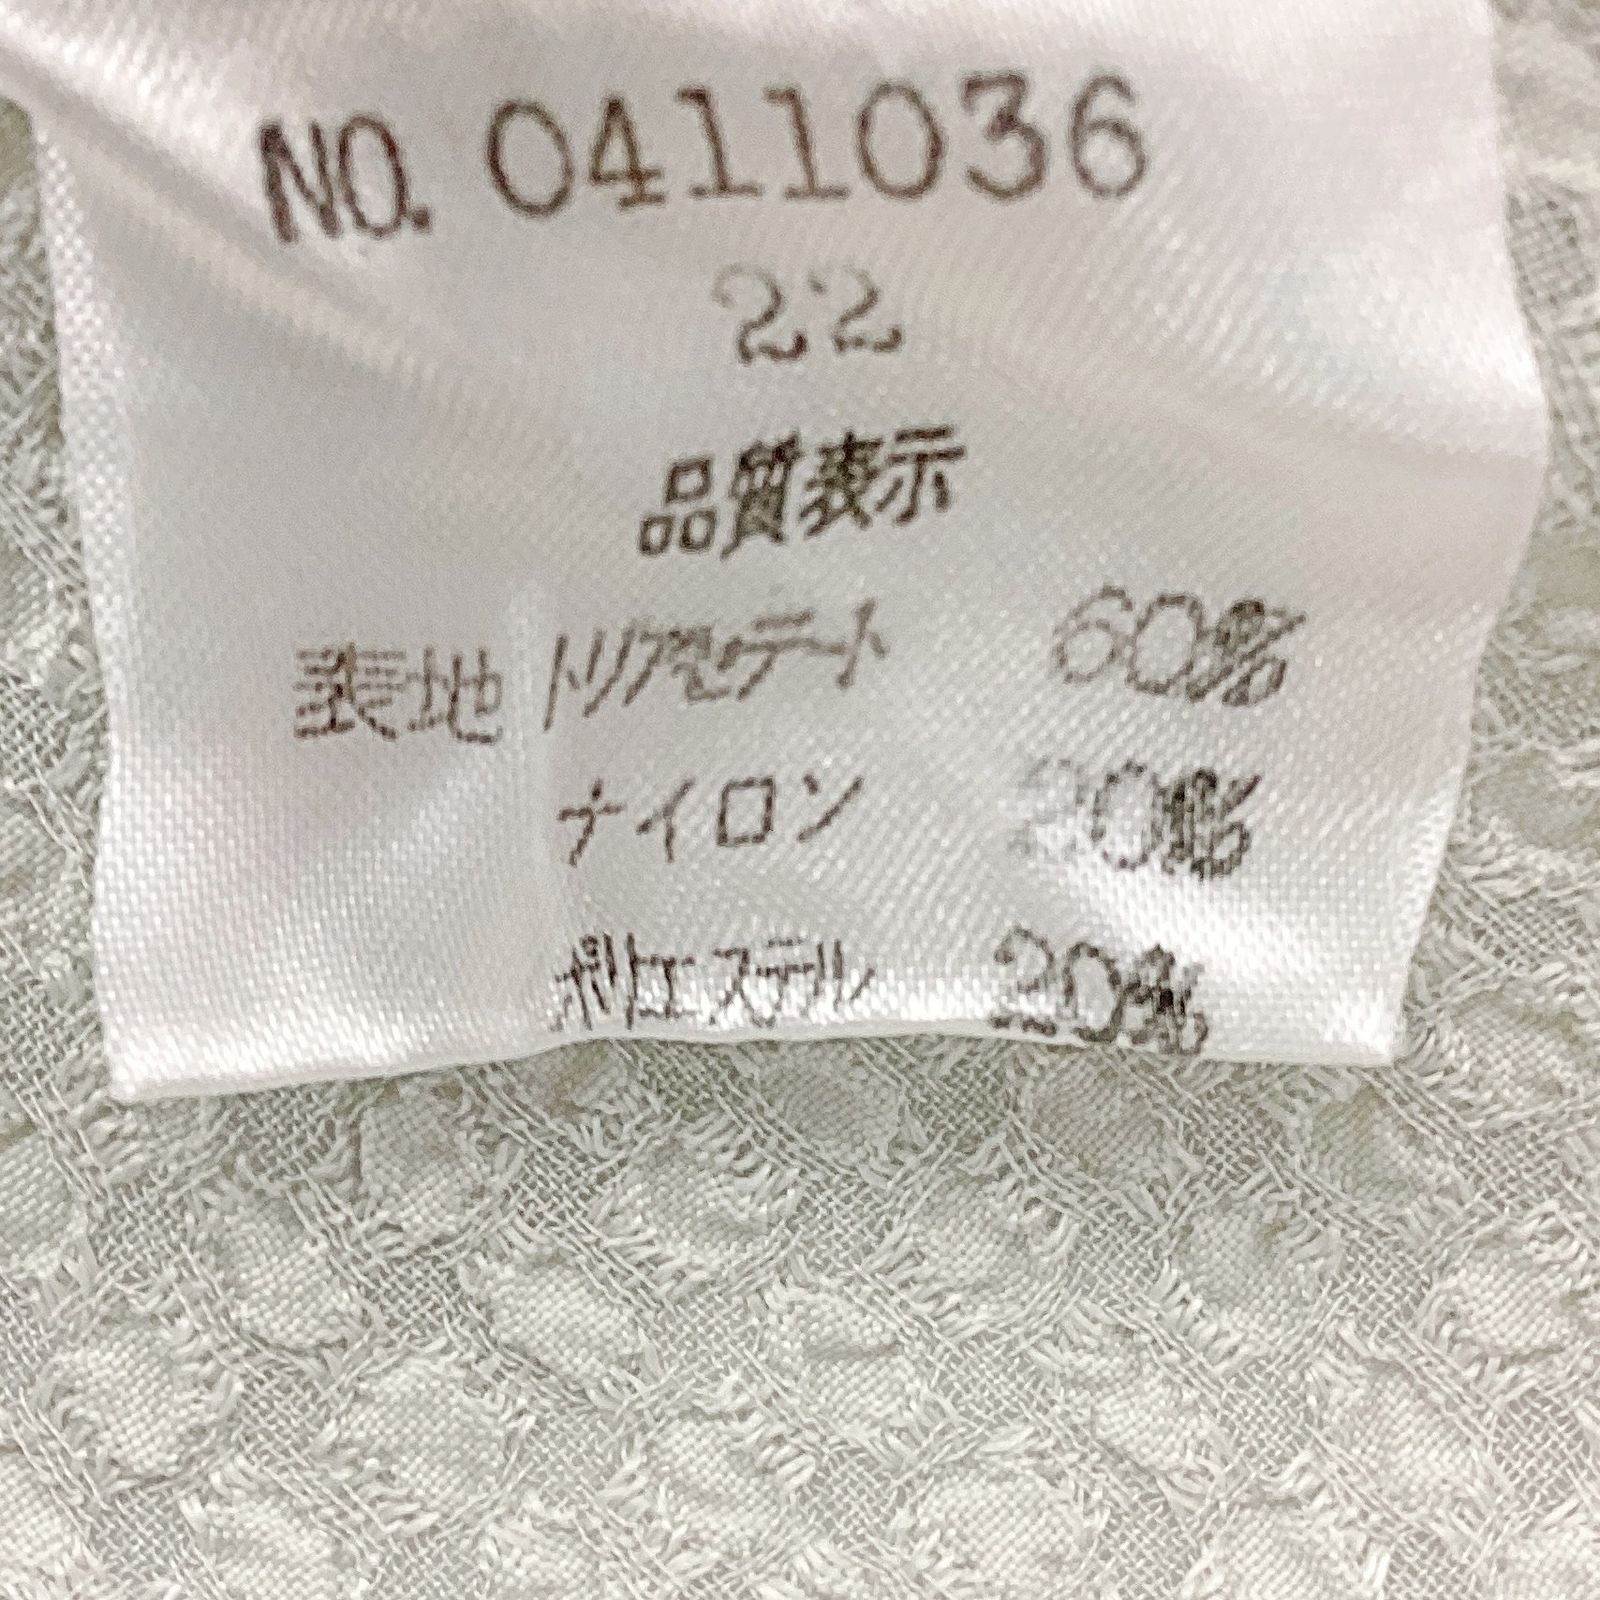 NO. 0411036
22
品質表示
表地 トリアセテート 60%
ナイロン 20%
ポリエステル 20%